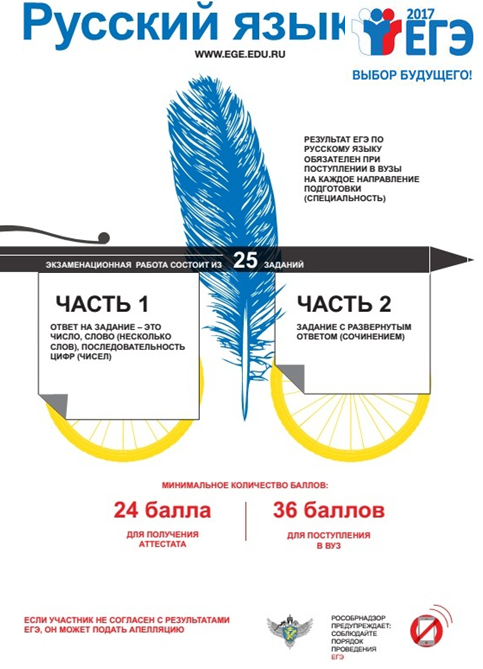 Русский язык
2017
ЕГЭ
ВЫБОР БУДУЩЕГО!
WWW.EGE.EDU.RU
РЕЗУЛЬТАТ ЕГЭ ПО
РУССКОМУ ЯЗЫКУ
ОБЯЗАТЕЛЕН ПРИ
ПОСТУПЛЕНИИ В ВУЗЫ
НА КАЖДОЕ НАПРАВЛЕНИЕ
ПОДГОТОВКИ
(СПЕЦИАЛЬНОСТЬ)
ЭКЗАМЕНАЦИОННАЯ РАБОТА СОСТОИТ ИЗ 25 ЗАДАНИЙ
ЧАСТЬ 1
ОТВЕТ НА ЗАДАНИЕ – ЭТО
ЧИСЛО, СЛОВО (НЕСКОЛЬКО
СЛОВ), ПОСЛЕДОВАТЕЛЬНОСТЬ
ЦИФР (ЧИСЕЛ)
ЧАСТЬ 2
ЗАДАНИЕ С РАЗВЕРНУТЫМ
ОТВЕТОМ (СОЧИНЕНИЕМ)
МИНИМАЛЬНОЕ КОЛИЧЕСТВО БАЛЛОВ:
24 балла
ДЛЯ ПОЛУЧЕНИЯ
АТТЕСТАТА
36 баллов
ДЛЯ ПОСТУПЛЕНИЯ
В ВУЗ
ЕСЛИ УЧАСТНИК НЕ СОГЛАСЕН С РЕЗУЛЬТАТАМИ
ЕГЭ, ОН МОЖЕТ ПОДАТЬ АПЕЛЛЯЦИЮ
РОСОБРНАДЗОР
ПРЕДУПРЕЖДАЕТ:
СОБЛЮДАЙТЕ
ПОРЯДОК
ПРОВЕДЕНИЯ
ЕГЭ